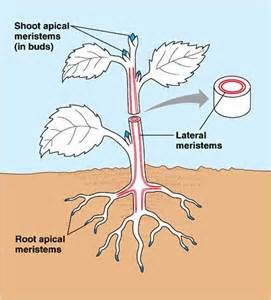 Shoot apical
meristems
(in buds)
Lateral
meristems
Root apical
meristems